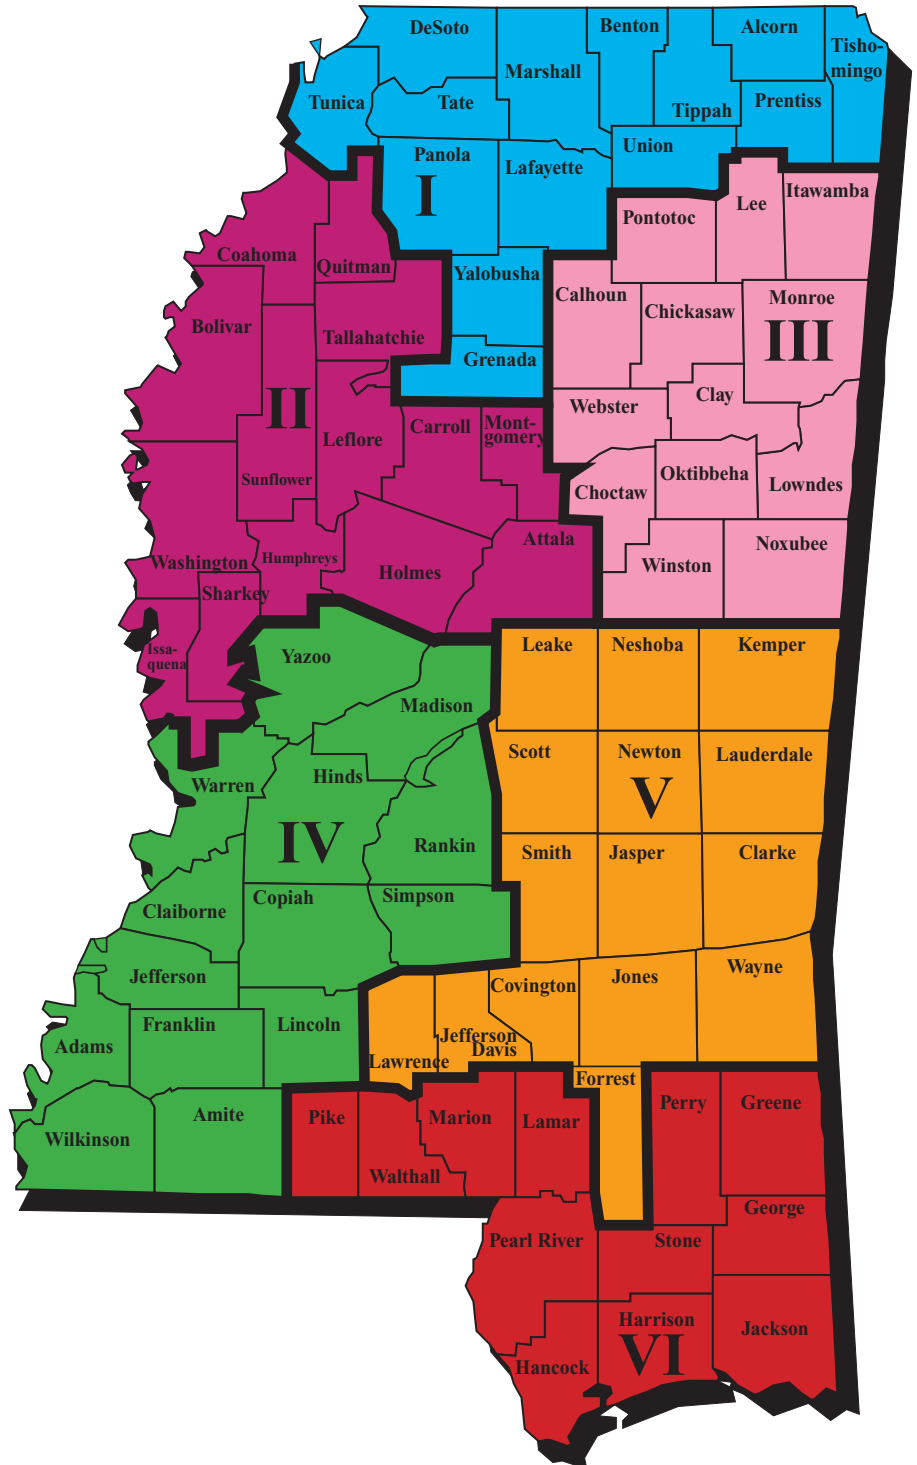 DeSoto
Benton
Alcorn
Tisho-
mingo
Marshall
Tunica
Tate
Tippah
Prentiss
Union
Panola
Lafayette
I
Itawamba
Lee
Pontotoc
Coahoma
Quitman
Yalobusha
Calhoun
Chickasaw
Monroe
III
Bolivar
Tallahatchie
Grenada
II
Webster
Clay
Leflore
Carroll
Mont-
gomery
Sunflower
Choctaw
Oktibbeha
Lowndes
Attala
Noxubee
Washington
Humphreys
Holmes
Winston
Sharkey
Issa-
quena
Yazoo
Leake
Neshoba
Kemper
Madison
Scott
Newton
Lauderdale
Warren
Hinds
V
IV
Rankin
Smith
Jasper
Clarke
Claiborne
Copiah
Simpson
Jefferson
Covington
Jones
Wayne
Franklin
Lincoln
Adams
Jefferson
Davis
Lawrence
Forrest
Wilkinson
Amite
Pike
Marion
Lamar
Perry
Greene
Walthall
George
Pearl River
Stone
Harrison
Jackson
VI
Hancock